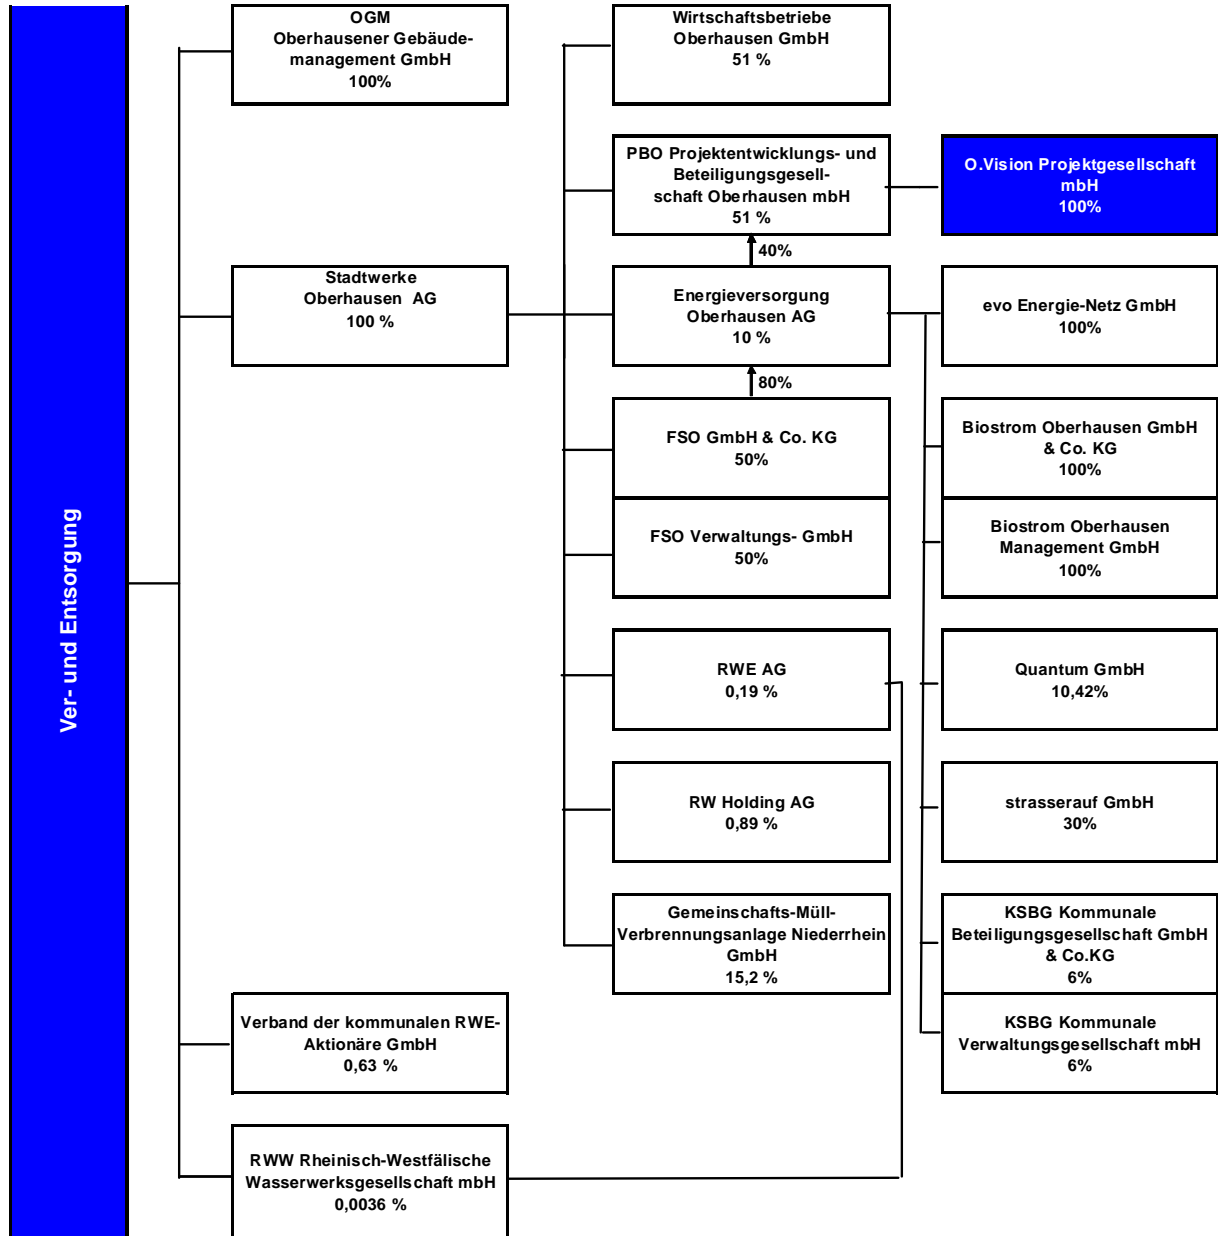 Ver- und Entsorgung
OGM
Oberhausener Gebäude-
management GmbH
100%
Stadtwerke
Oberhausen AG
100 %
Verband der kommunalen RWE-
Aktionäre GmbH
0,63 %
RWW Rheinisch-Westfälische
Wasserwerksgesellschaft mbH
0,0036 %
Wirtschaftsbetriebe
Oberhausen GmbH
51 %
PBO Projektentwicklungs- und
Beteiligungsgesell-
schaft Oberhausen mbH
51 %
40%
Energieversorgung
Oberhausen AG
10 %
80%
FSO GmbH & Co. KG
50%
FSO Verwaltungs- GmbH
50%
RWE AG
0,19 %
RW Holding AG
0,89 %
Gemeinschafts-Müll-
Verbrennungsanlage Niederrhein
GmbH
15,2 %
O.Vision Projektgesellschaft
mbH
100%
evo Energie-Netz GmbH
100%
Biostrom Oberhausen GmbH
& Co. KG
100%
Biostrom Oberhausen
Management GmbH
100%
Quantum GmbH
10,42%
strasserauf GmbH
30%
KSBG Kommunale
Beteiligungsgesellschaft GmbH
& Co.KG
6%
KSBG Kommunale
Verwaltungsgesellschaft mbH
6%